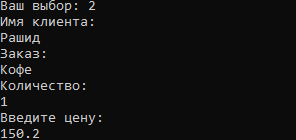 Ваш выбор: 2
Имя клиента:
Рашид
Заказ:
Кофе
Количество:
1
Введите цену:
150.2